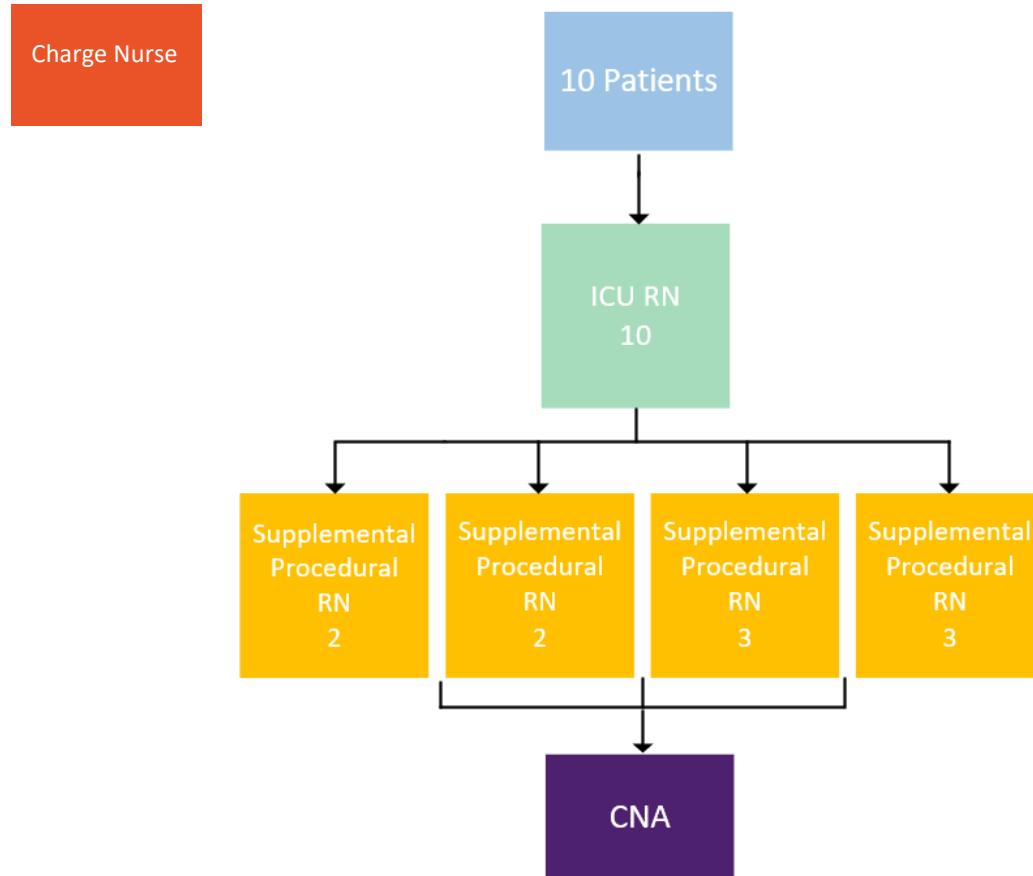 Charge Nurse
10 Patients
ICU RN
10
Supplemental
Procedural
RN
2
Supplemental
Procedural
RN
2
Supplemental
Procedural
RN
3
Supplemental
Procedural
RN
3
CNA